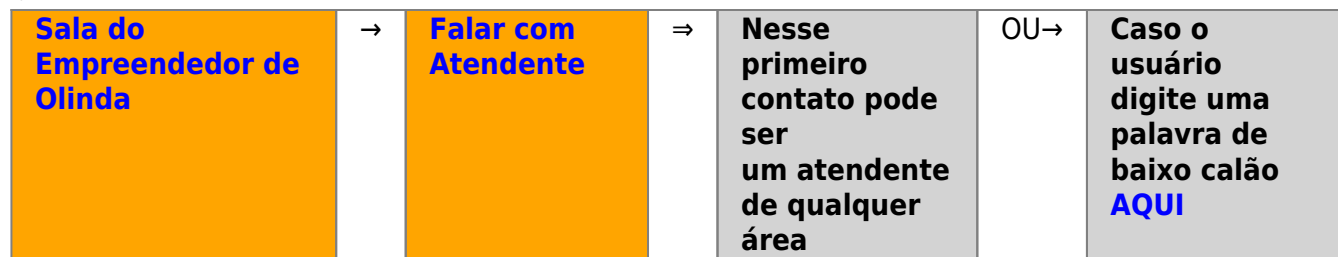 Sala do
Empreendedor de
Olinda
→
Falar com
Atendente
⇒
Nesse
primeiro
contato pode
ser
um atendente
de qualquer
área
OU→
Caso o
usuário
digite uma
palavra de
baixo calão
AQUI